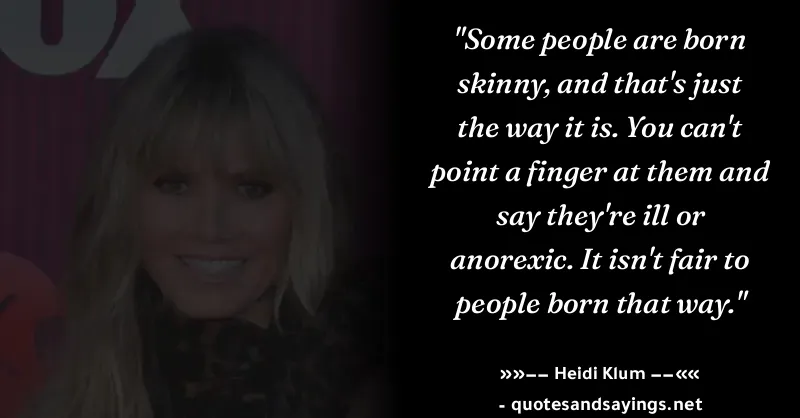 OX
"Some people are born
skinny, and that's just
the way it is. You can't
point a finger at them and
say they're ill or
anorexic. It isn't fair to
people born that way."
»»−− Heidi Klum −−««
- quotesandsayings.net